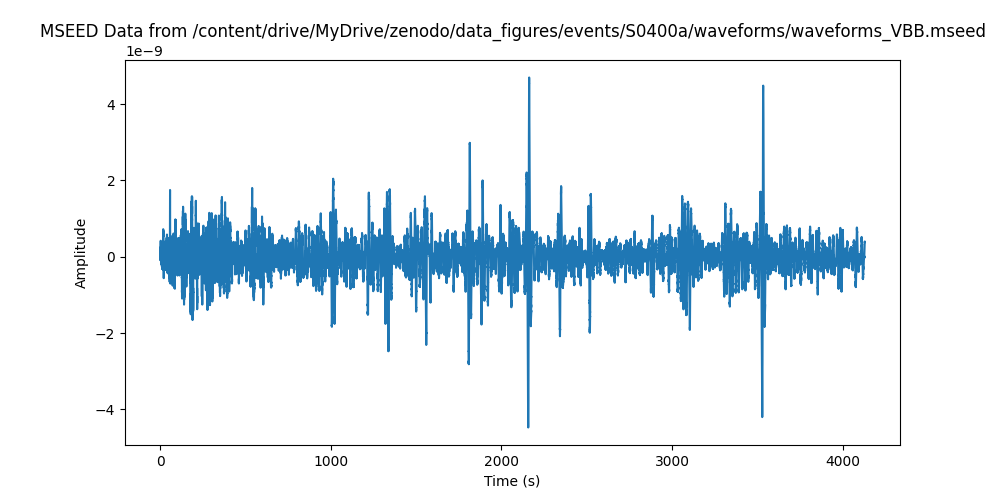 MSEED Data from /content/drive/MyDrive/zenodo/data_figures/events/S0400a/waveforms/waveforms_VBB.mseed
1e−9
4
2
0
−2
−4
Amplitude
0 1000 2000 3000 4000
Time (s)